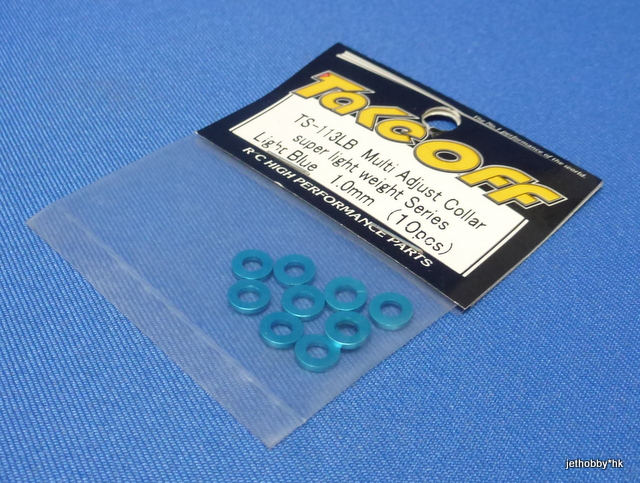 The No.1 performance of the world.
Take OFF
TS-113LB Multi Adjust Collar
super light weight Series
Light Blue 1.0mm (10pcs)
R/C HIGH PERFORMANCE PARTS
jethobby*hk